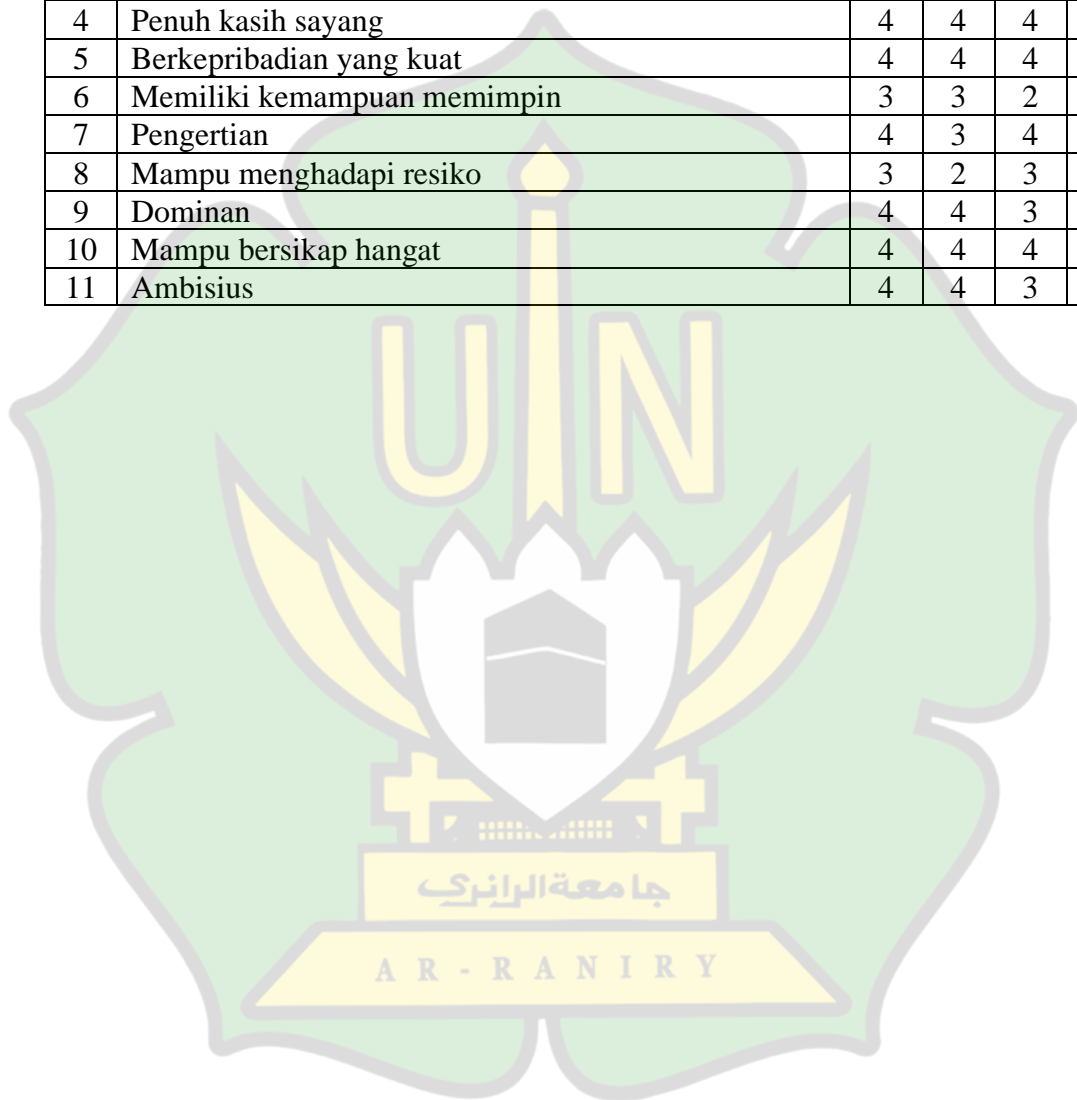 4 Penuh kasih sayang 4 4 4
5 Berkepribadian yang kuat 4 4 4
6 Memiliki kemampuan memimpin 3 3 2
7 Pengertian 4 3 4
8 Mampu menghadapi resiko 3 2 3
9 Dominan 4 4 3
10 Mampu bersikap hangat 4 4 4
11 Ambisius 4 4 3
UIN
جامعةالرانري
AR-RANIRY